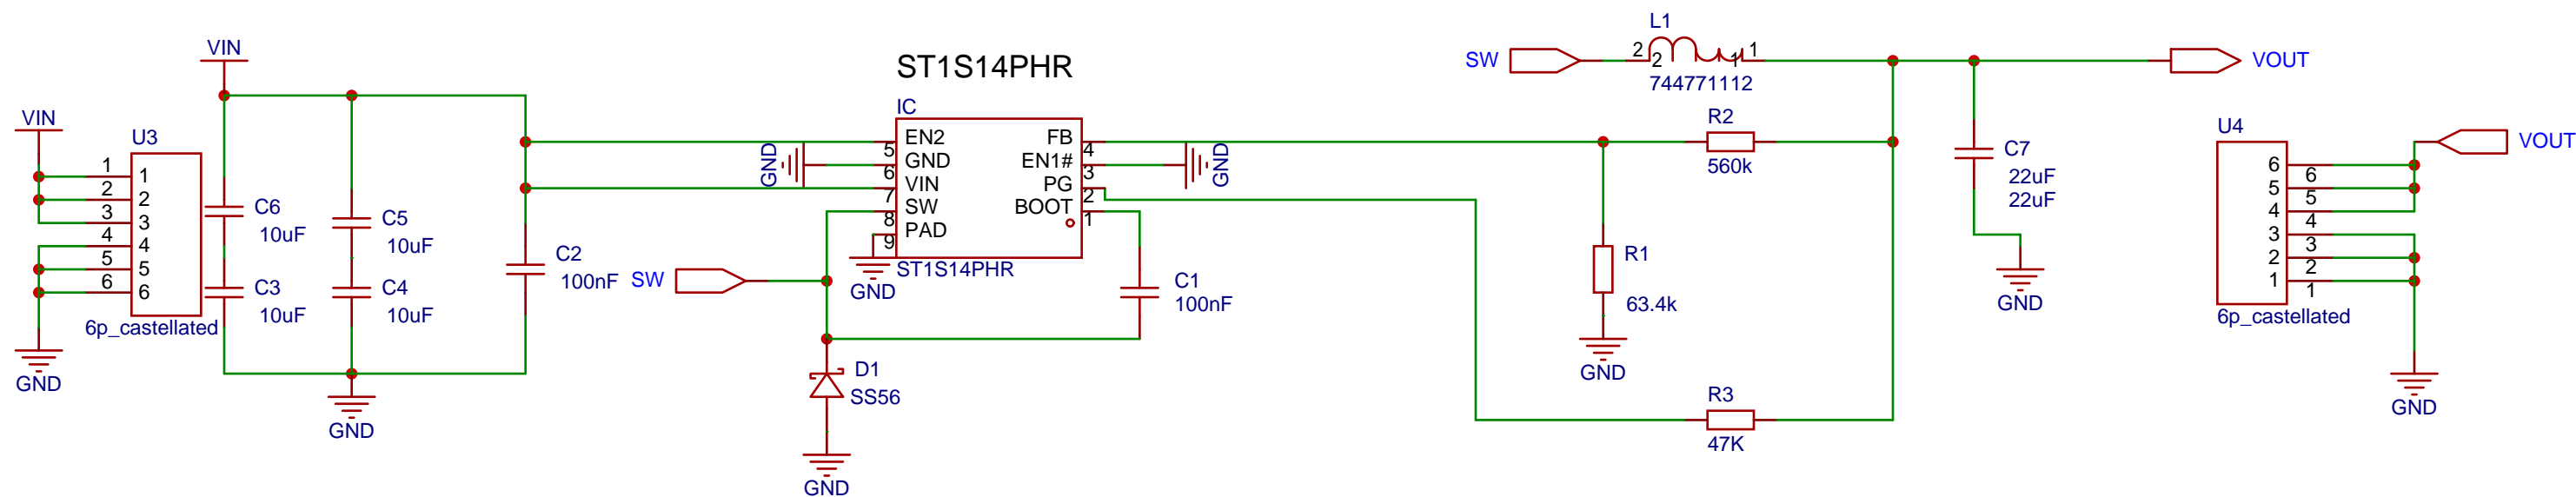 VIN
VIN
U3
1 1
2 2
3 3
4 4
5 5
6 6
6p_castellated
GND
C6
10uF
C3
10uF
C5
10uF
C4
10uF
GND
C2
100nF
ST1S14PHR
IC
EN2 FB
5 4
GND GND EN1# GND
6 3
VIN PG
7 2
SW BOOT
8 1
PAD
9
ST1S14PHR
GND
SW
C1
100nF
D1
SS56
GND
SW
L1
2 2 1 1
744771112
VOUT
R2
560k
R1
63.4k
GND
R3
47K
C7
22uF
22uF
GND
U4
VOUT
6 6
5 5
4 4
3 3
2 2
1 1
6p_castellated
GND